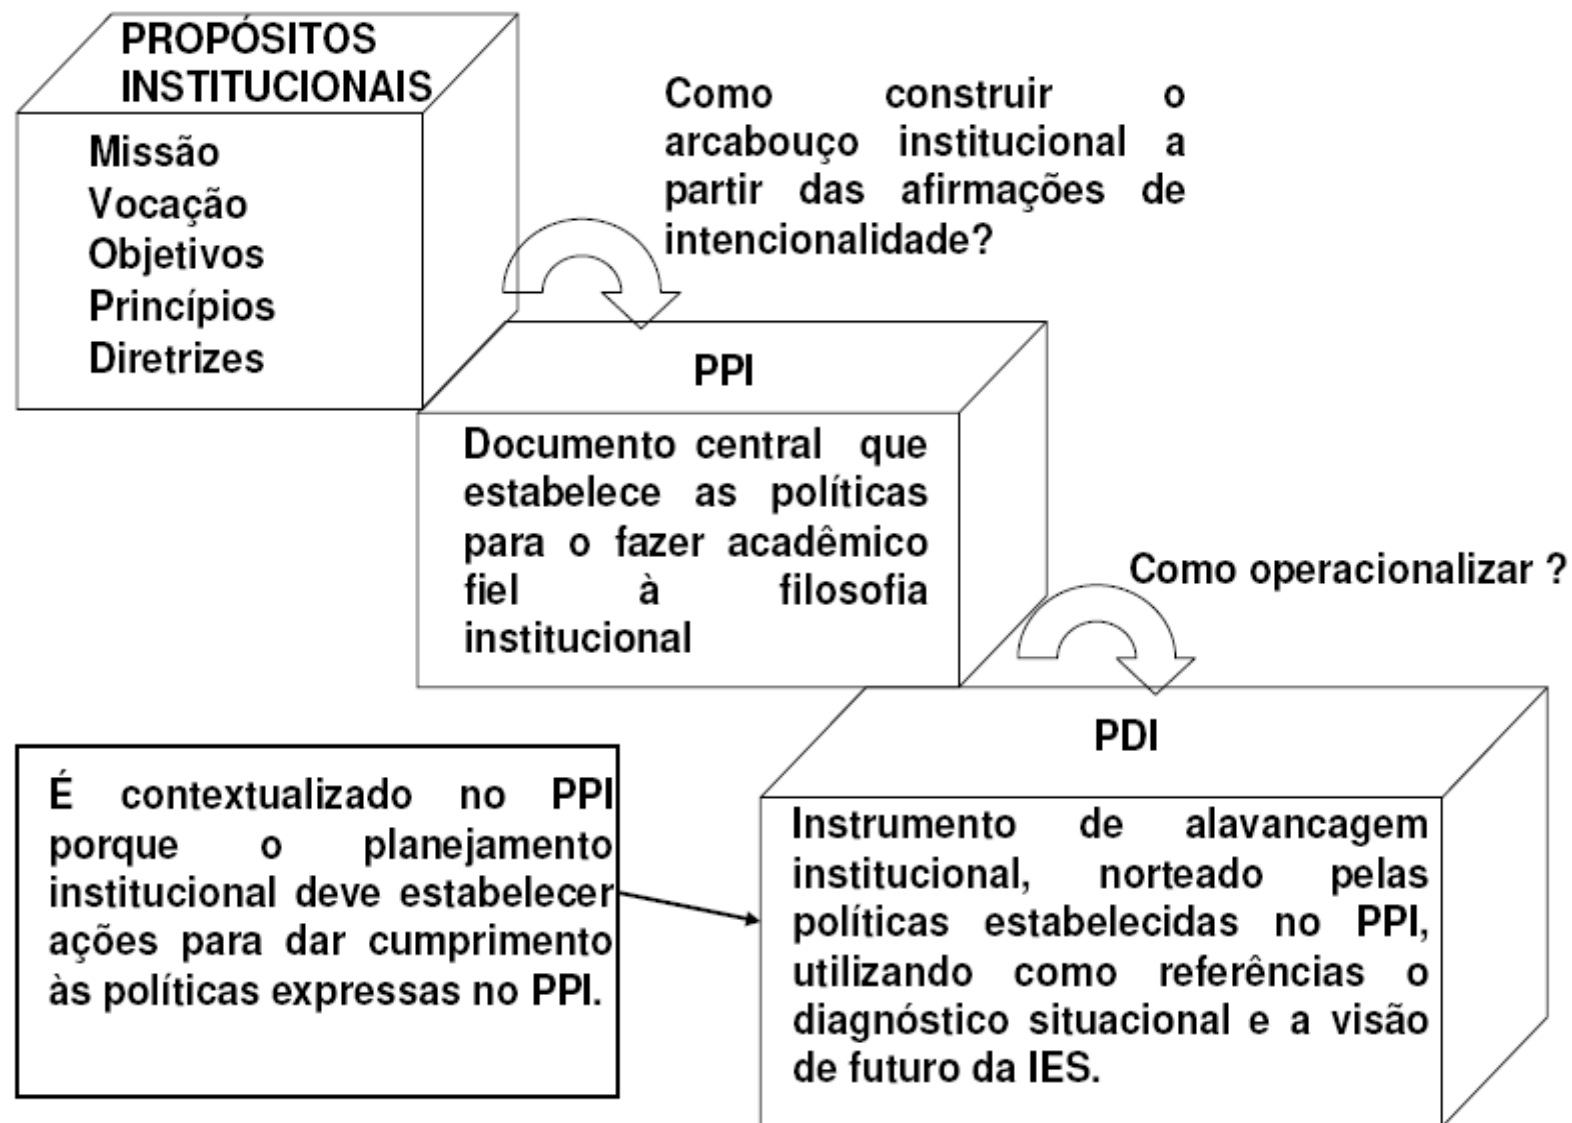 PROPÓSITOS
INSTITUCIONAIS
Missão
Vocação
Objetivos
Princípios
Diretrizes
Como construir o
arcabouço institucional a
partir das afirmações de
intencionalidade?
PPI
Documento central que
estabelece as políticas
para o fazer acadêmico
fiel à filosofia
institucional
Como operacionalizar ?
PDI
Instrumento de alavancagem
institucional, norteado pelas
políticas estabelecidas no PPI,
utilizando como referências o
diagnóstico situacional e a visão
de futuro da IES.
É contextualizado no PPI
porque o planejamento
institucional deve estabelecer
ações para dar cumprimento
às políticas expressas no PPI.